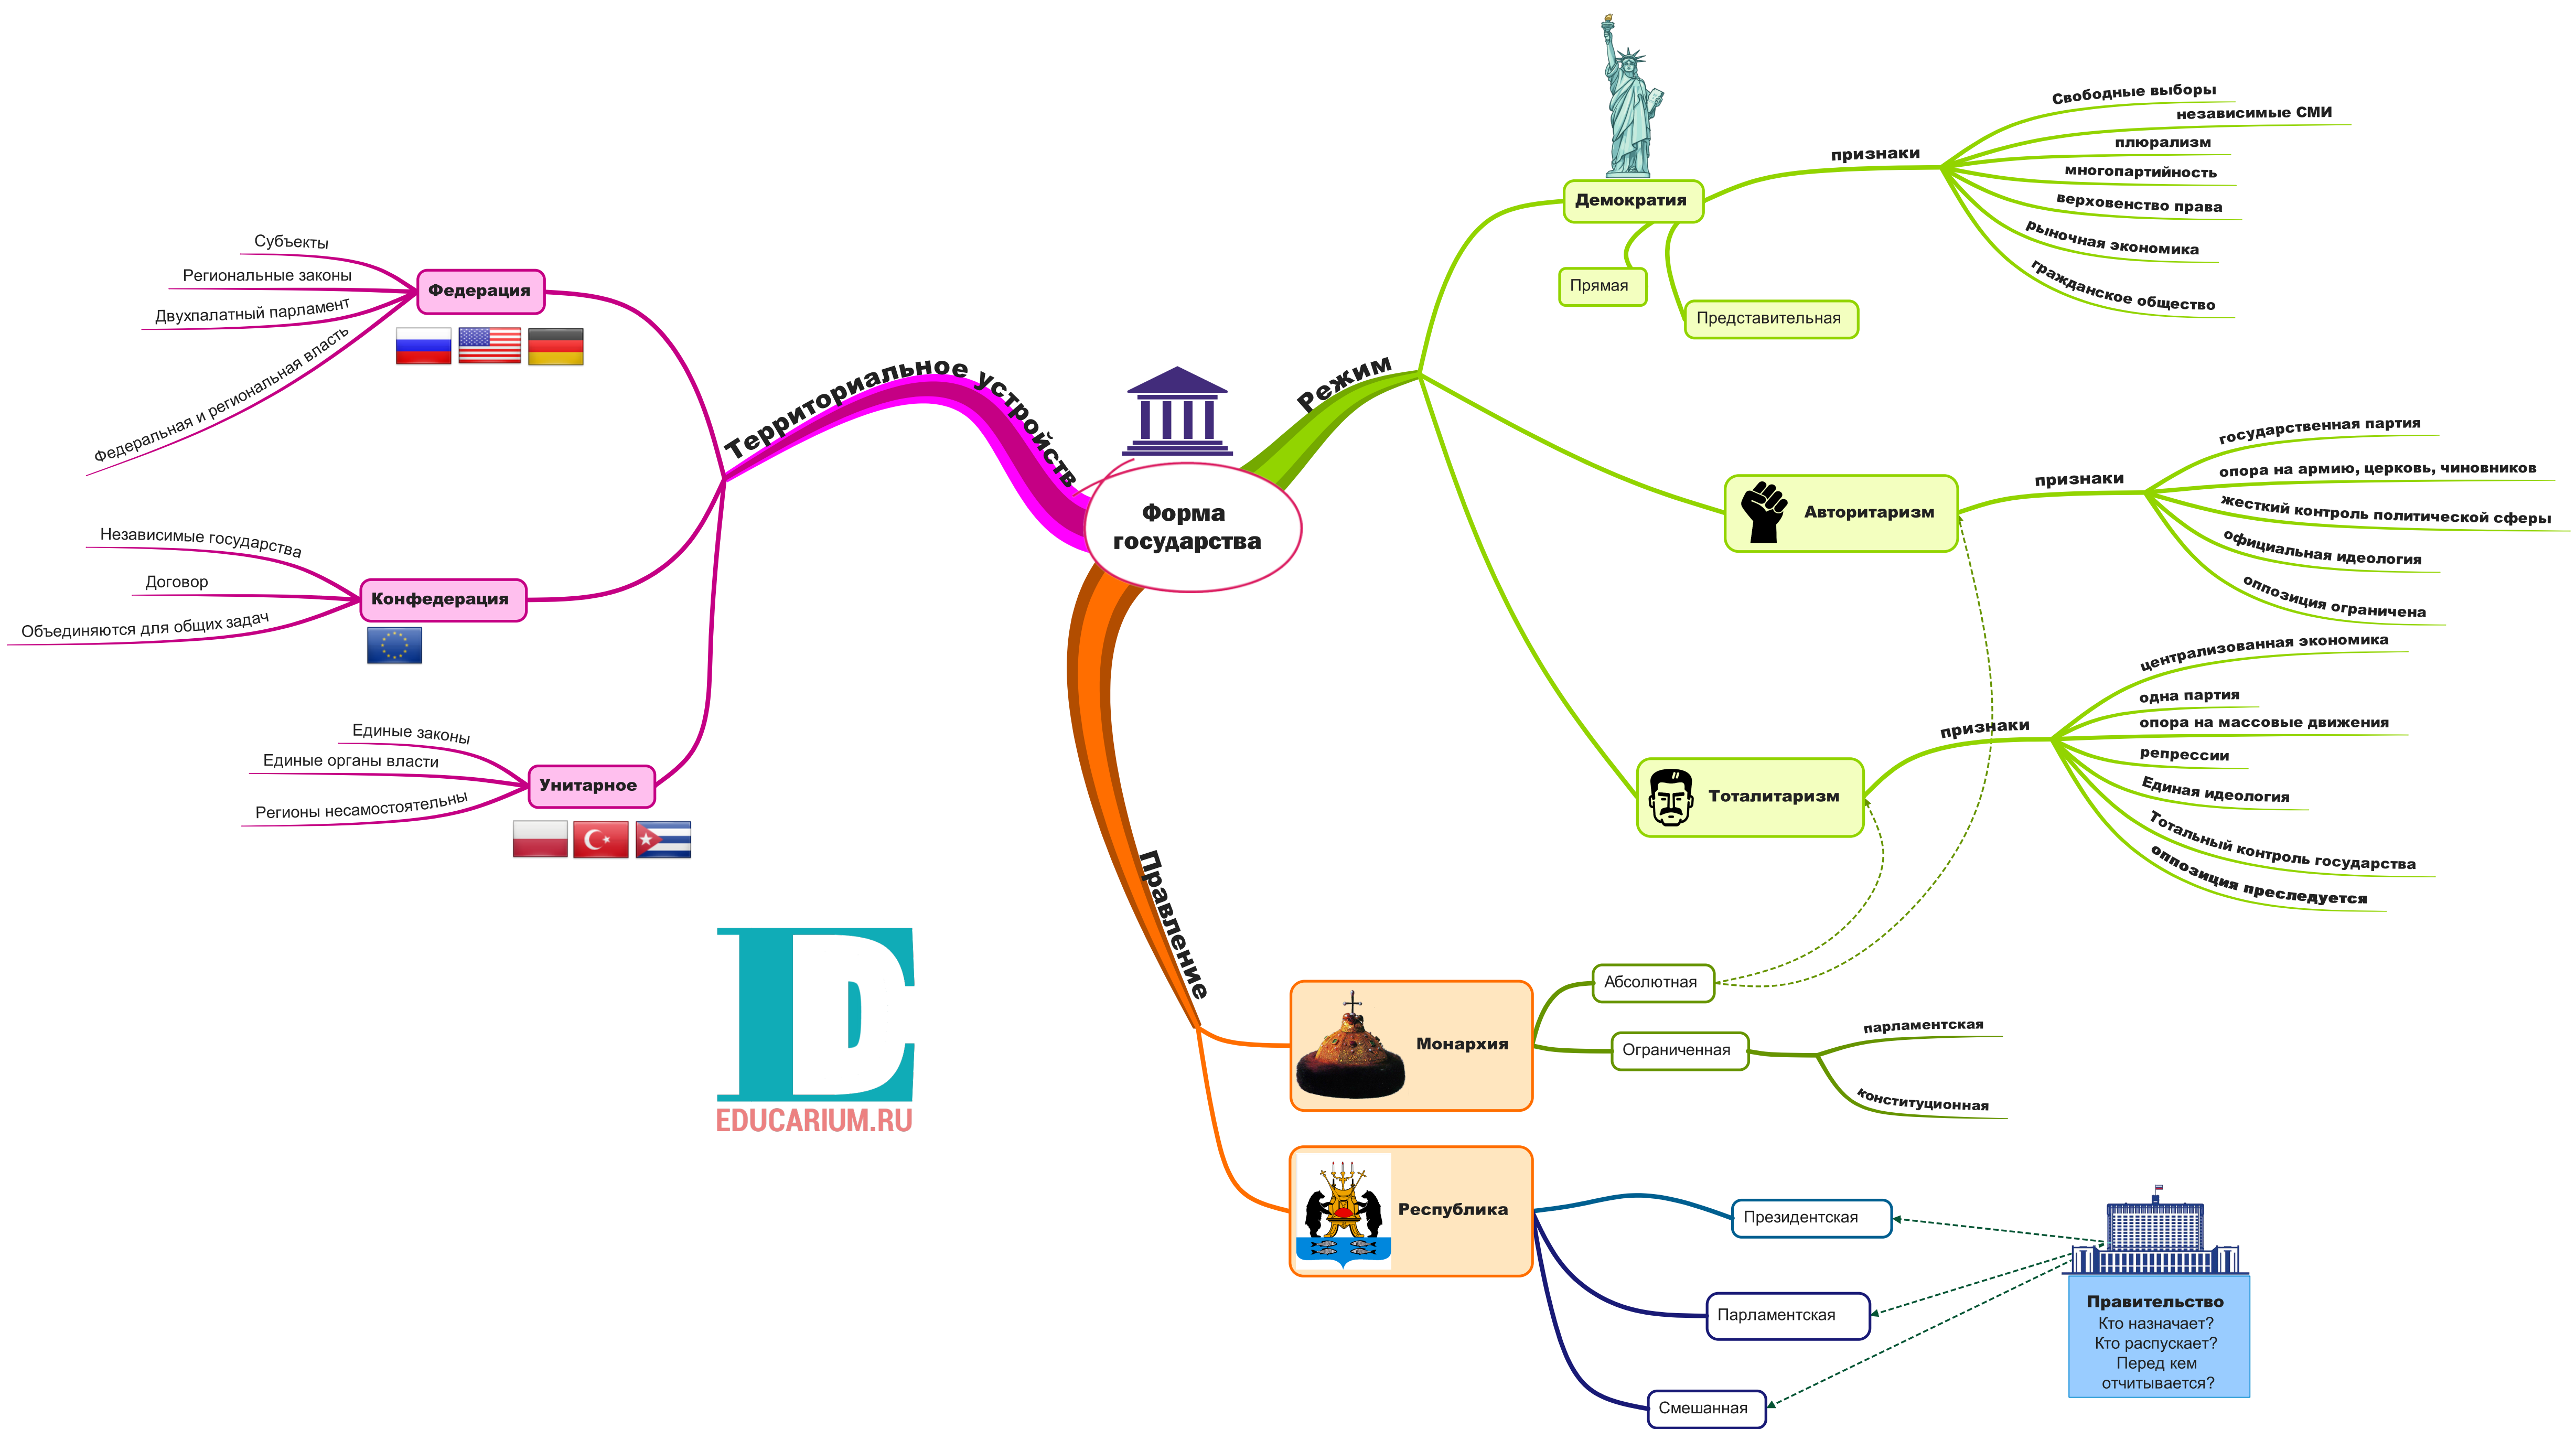 Форма
государства
Территориальное устройств
Федерация
Субъекты
Региональные законы
Двухпалатный парламент
Федеральная и региональная власть
Конфедерация
Независимые государства
Договор
Объединяются для общих задач
Унитарное
Единые законы
Единые органы власти
Регионы несамостоятельны
Режим
Демократия
Прямая
Представительная
признаки
Свободные выборы
независимые СМИ
плюрализм
многопартийность
верховенство права
рыночная экономика
гражданское общество
Авторитаризм
признаки
государственная партия
опора на армию, церковь, чиновников
жесткий контроль политической сферы
официальная идеология
оппозиция ограничена
Тоталитаризм
признаки
централизованная экономика
одна партия
опора на массовые движения
репрессии
Единая идеология
Тотальный контроль государства
оппозиция преследуется
Правление
Монархия
Абсолютная
Ограниченная
парламентская
конституционная
Республика
Президентская
Парламентская
Смешанная
Правительство
Кто назначает?
Кто распускает?
Перед кем
отчитывается?
E
EDUCARIUM.RU